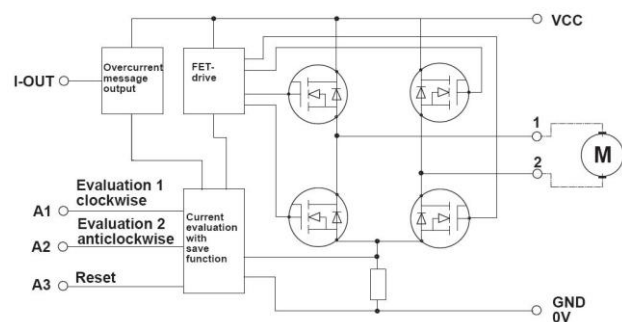 VCC
Overcurrent
message
output
FET-
drive
I-OUT
1
2
M
Evaluation 1
clockwise
A1
Evaluation 2
anticlockwise
A2
Reset
A3
Current
evaluation
with
save
function
GND
0V